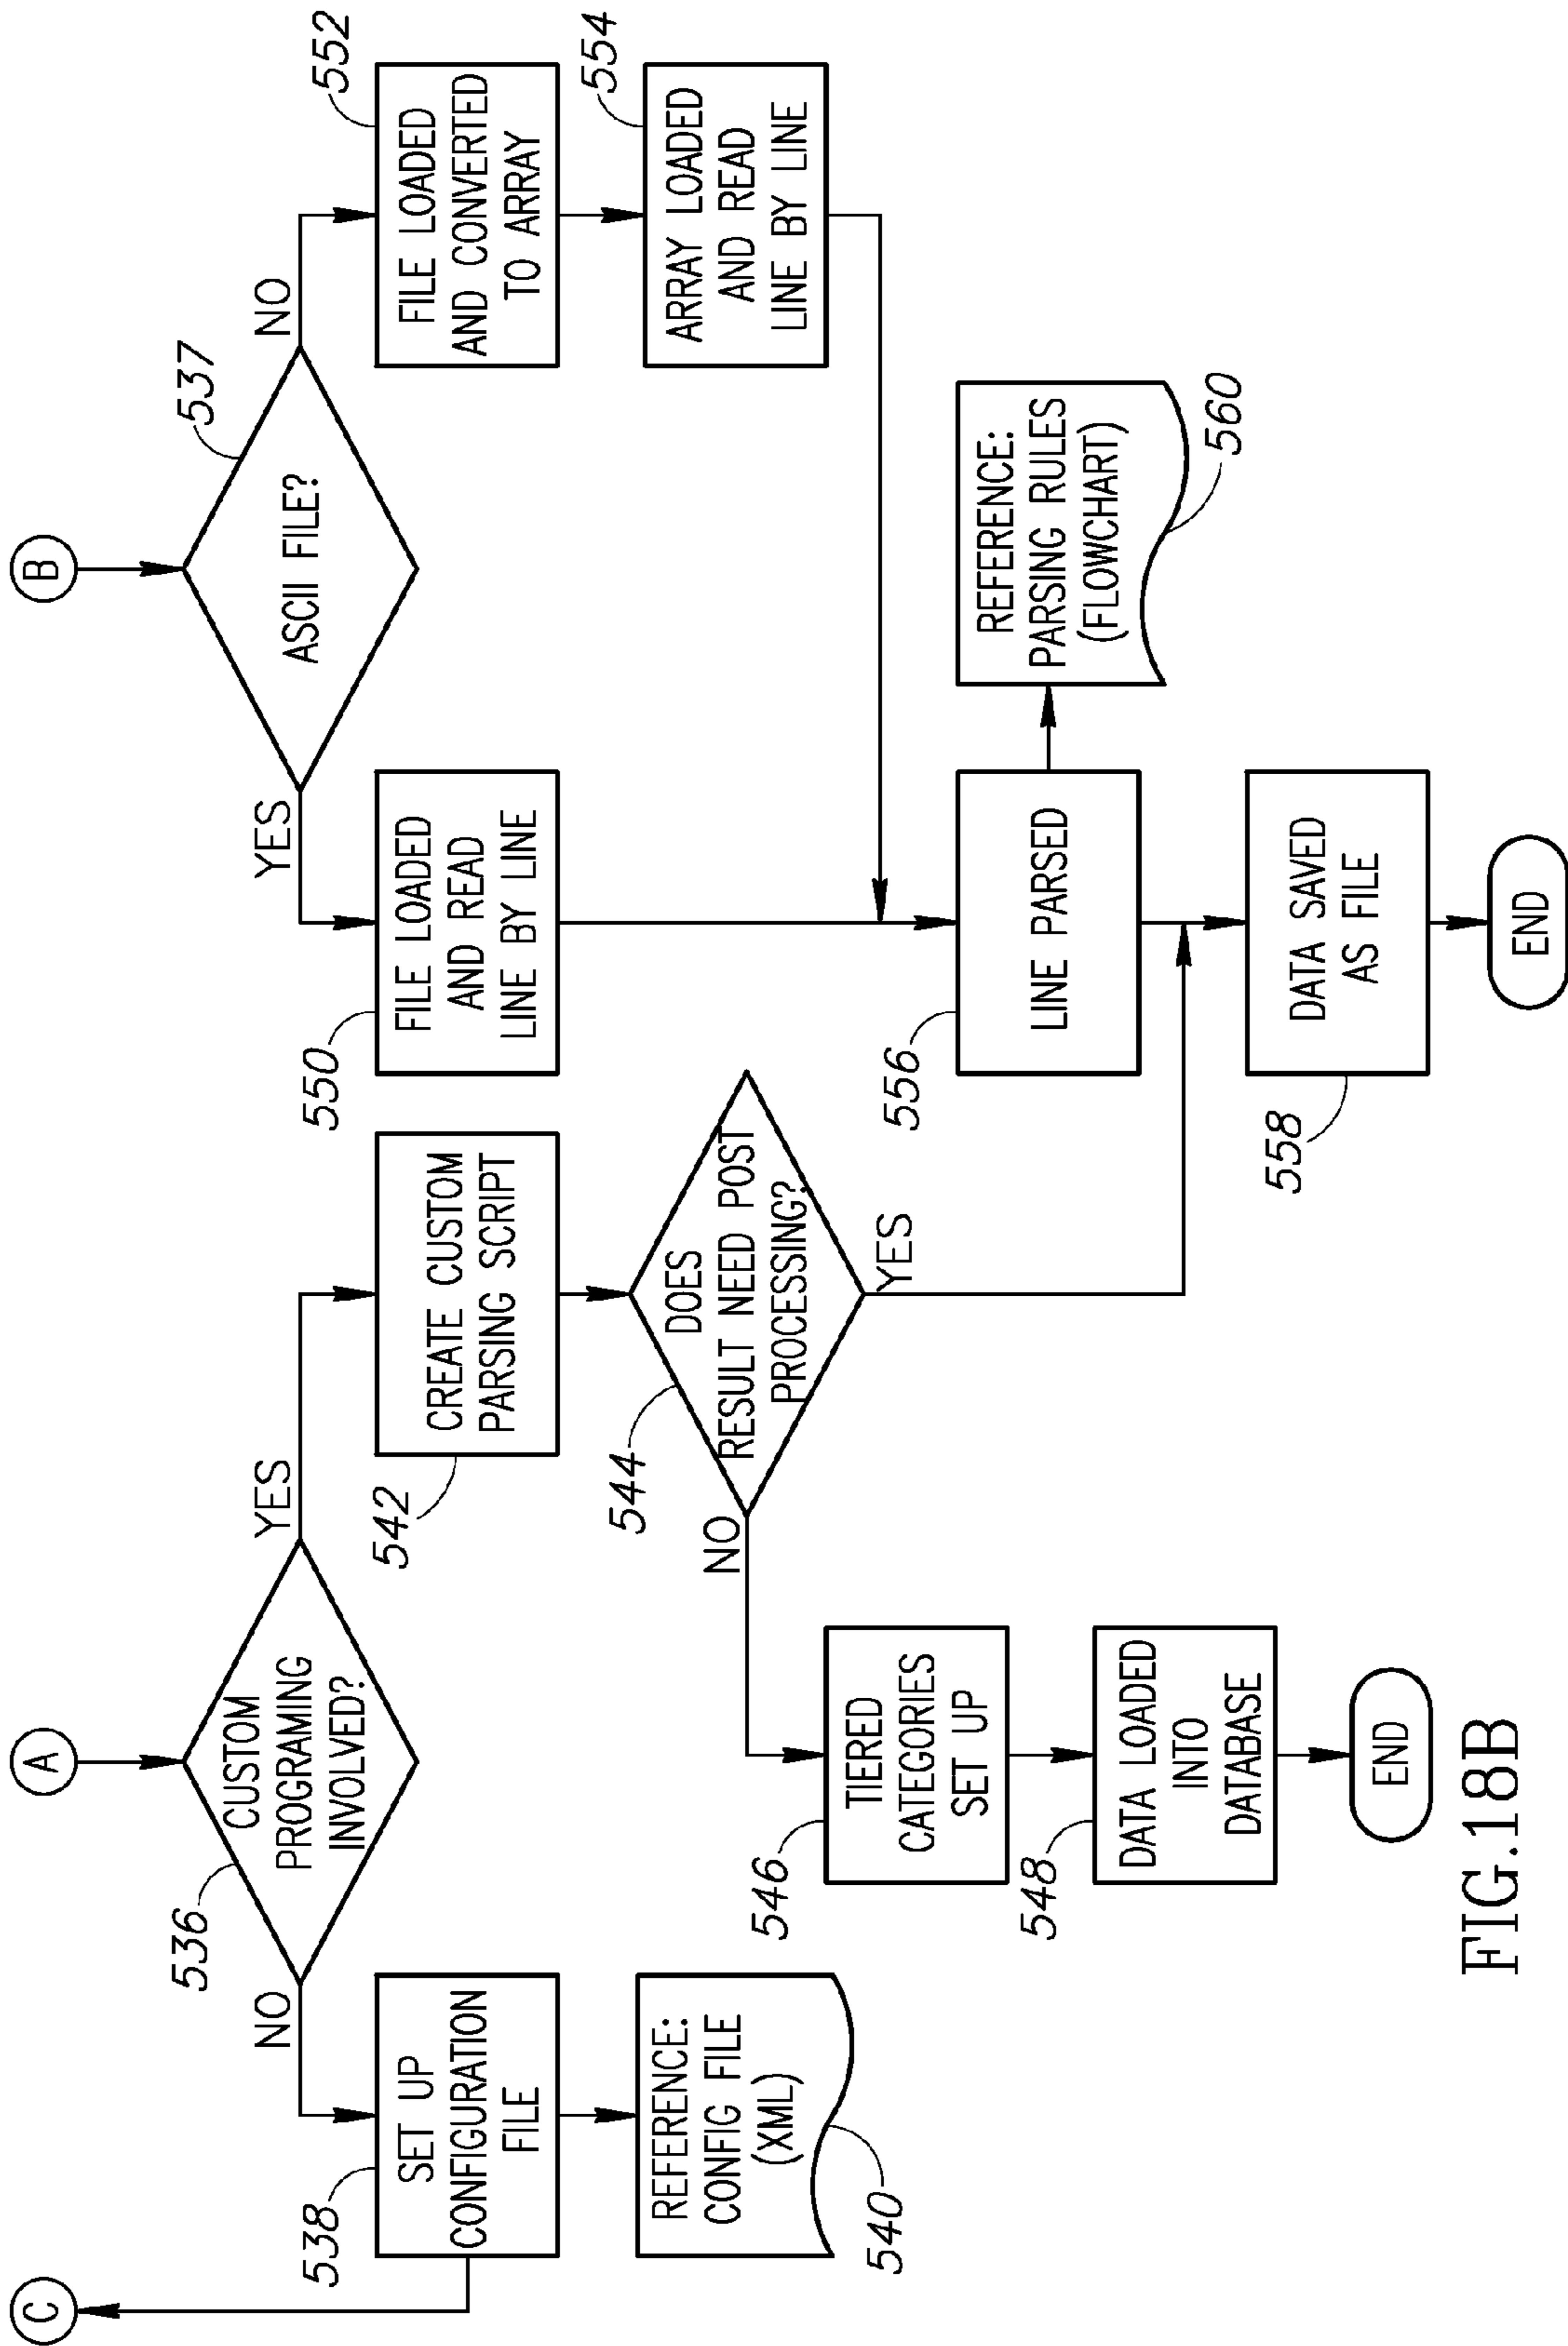 C
A
B
536
CUSTOM
PROGRAMING
INVOLVED?
NO
YES
538
SET UP
CONFIGURATION
FILE
REFERENCE:
CONFIG FILE
(XML)
540
542
CREATE CUSTOM
PARSING SCRIPT
544
DOES
RESULT NEED POST
PROCESSING?
NO
YES
546
TIERED
CATEGORIES
SET UP
548
DATA LOADED
INTO
DATABASE
END
537
ASCII FILE?
YES
NO
550
FILE LOADED
AND READ
LINE BY LINE
552
FILE LOADED
AND CONVERTED
TO ARRAY
554
ARRAY LOADED
AND READ
LINE BY LINE
556
LINE PARSED
REFERENCE:
PARSING RULES
(FLOWCHART)
560
558
DATA SAVED
AS FILE
END
FIG.18B